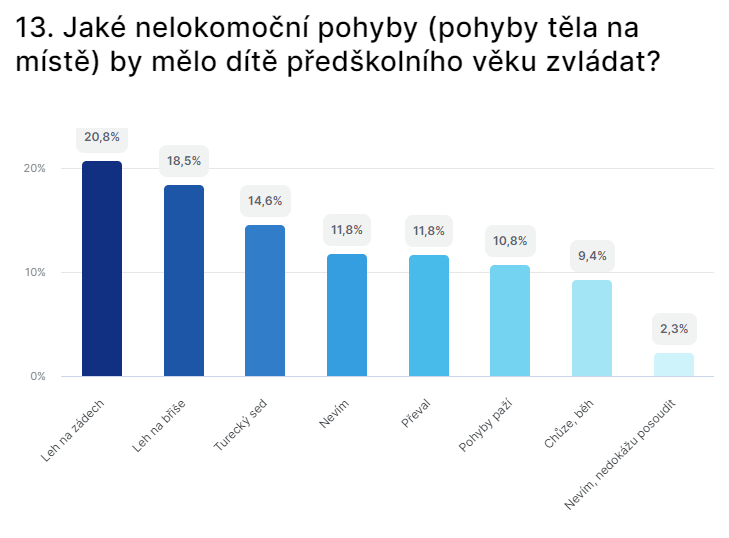 13. Jaké nelokomoční pohyby (pohyby těla na
místě) by mělo dítě předškolního věku zvládat?
20,8%
18,5%
14,6%
11,8%
11,8%
10,8%
9,4%
2,3%
20%
10%
0%
Leh na zádech
Leh na břiše
Turecký sed
Nevím
Převal
Pohyby paží
Chůze, běh
Nevím, nedokážu posoudit